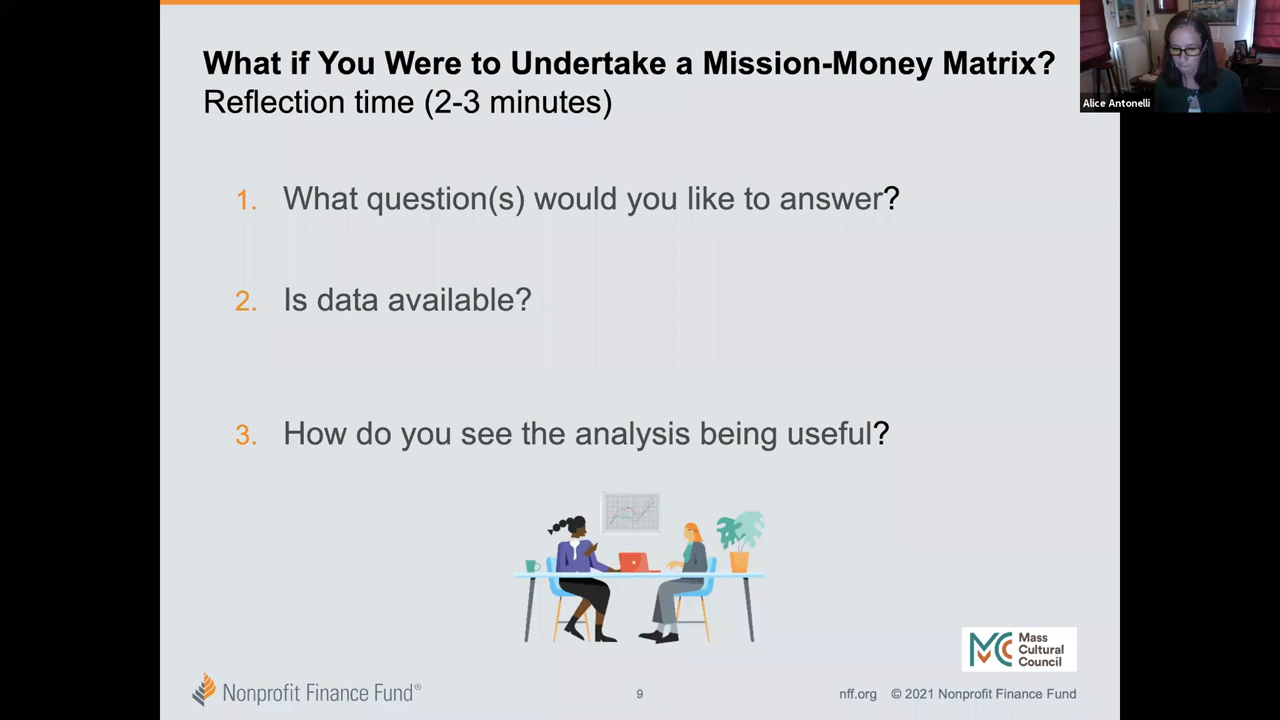 What if You Were to Undertake a Mission-Money Matrix?
Reflection time (2-3 minutes)
Alice Antonelli
1. What question(s) would you like to answer?
2. Is data available?
3. How do you see the analysis being useful?
MCC Mass
Cultural
Council
Nonprofit Finance Fund®
9
nff.org © 2021 Nonprofit Finance Fund